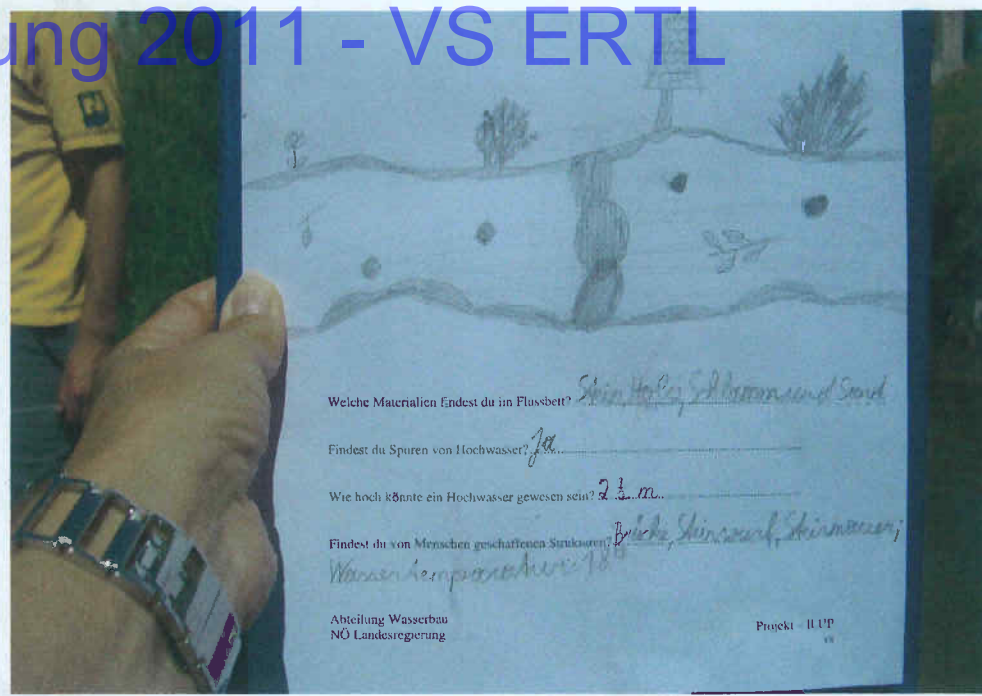 ung 2011 - VS ERTL
Welche Materialien findest du im Flussbett? Stein, Holz, Schlamm und Sand
Findest du Spuren von Hochwasser? Ja
Wie hoch könnte ein Hochwasser gewesen sein? 2 ½ m
Findest du von Menschen geschaffenen Strukturen? Brücke, Steinwurf, Steinmauer;
18°
Abteilung Wasserbau
NÖ Landesregierung
Projekt